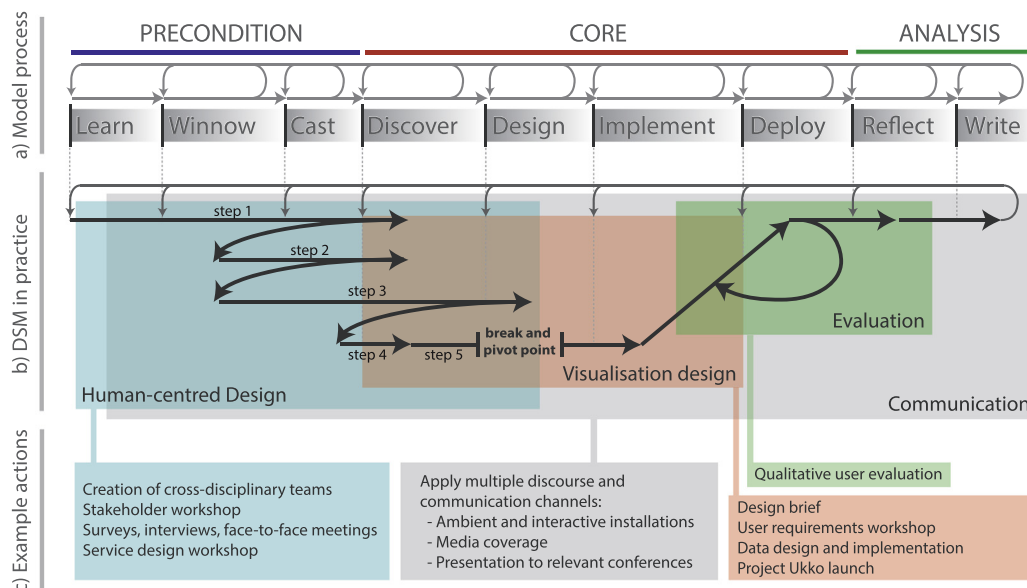 PRECONDITION
CORE
ANALYSIS
a) Model process
Learn
Winnow
Cast
Discover
Design
Implement
Deploy
Reflect
Write
b) DSM in practice
step 1
step 2
step 3
step 4
step 5
break and
pivot point
Evaluation
Visualisation design
Human-centred Design
Communication
c) Example actions
Creation of cross-disciplinary teams
Stakeholder workshop
Surveys, interviews, face-to-face meetings
Service design workshop
Apply multiple discourse and
communication channels:
- Ambient and interactive installations
- Media coverage
- Presentation to relevant conferences
Qualitative user evaluation
Design brief
User requirements workshop
Data design and implementation
Project Ukko launch